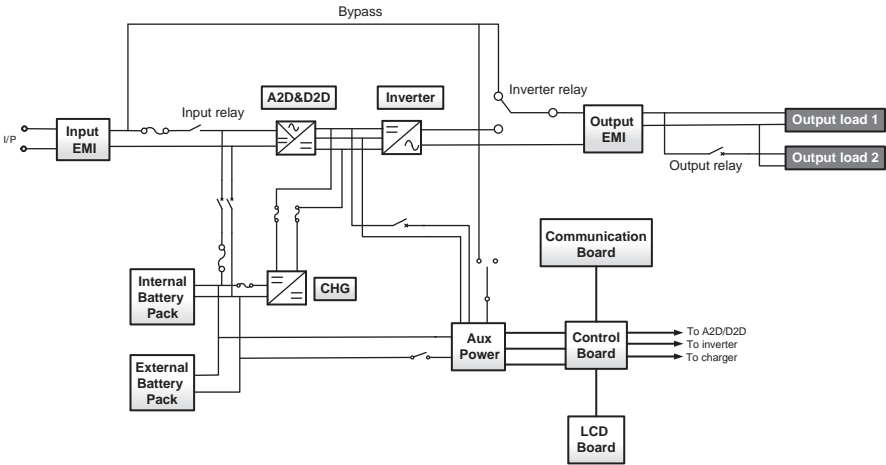 Bypass
A2D&D2D
Inverter
Inverter relay
Input relay
I/P
Input
EMI
Output
EMI
Output load 1
Output load 2
Output relay
Communication
Board
Internal
Battery
Pack
CHG
Aux
Power
Control
Board
To A2D/D2D
To inverter
To charger
External
Battery
Pack
LCD
Board